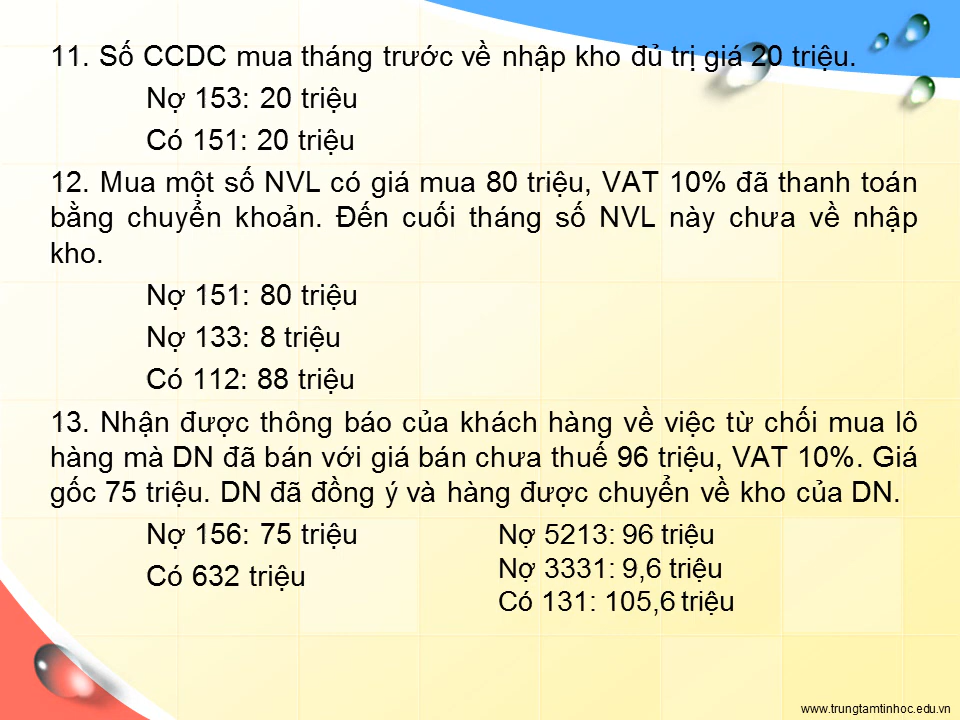 11. Số CCDC mua tháng trước về nhập kho đủ trị giá 20 triệu.
Nợ 153: 20 triệu
Có 151: 20 triệu
12. Mua một số NVL có giá mua 80 triệu, VAT 10% đã thanh toán
bằng chuyển khoản. Đến cuối tháng số NVL này chưa về nhập
kho.
Nợ 151: 80 triệu
Nợ 133: 8 triệu
Có 112: 88 triệu
13. Nhận được thông báo của khách hàng về việc từ chối mua lô
hàng mà DN đã bán với giá bán chưa thuế 96 triệu, VAT 10%. Giá
gốc 75 triệu. DN đã đồng ý và hàng được chuyển về kho của DN.
Nợ 156: 75 triệu
Có 632 triệu
Nợ 5213: 96 triệu
Nợ 3331: 9,6 triệu
Có 131: 105,6 triệu
www.trungtamtinhoc.edu.vn